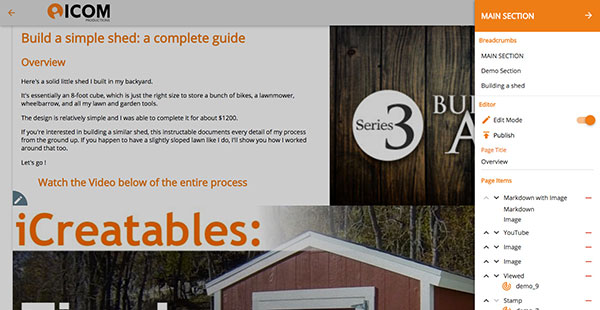 ICOM
PRODUCTIONS
Build a simple shed: a complete guide
Overview
Here's a solid little shed I built in my backyard.
It's essentially an 8-foot cube, which is just the right size to store a bunch of bikes, a lawnmower,
wheelbarrow, and all my lawn and garden tools.
The design is relatively simple and I was able to complete it for about $1200.
If you're interested in building a similar shed, this instructable documents every detail of my process
from the ground up. If you happen to have a slightly sloped lawn like I do, I'll show you how I worked
around that too.
Let's go !
Watch the Video below of the entire process
Series 3
BU
A
iCreatables:
MAIN SECTION
Breadcrumbs
MAIN SECTION
Demo Section
Building a shed
Editor
Edit Mode
Publish
Page Title
Overview
Page Items
Markdown with Image
Markdown
Image
YouTube
Image
Image
Viewed
demo_9
Stamp